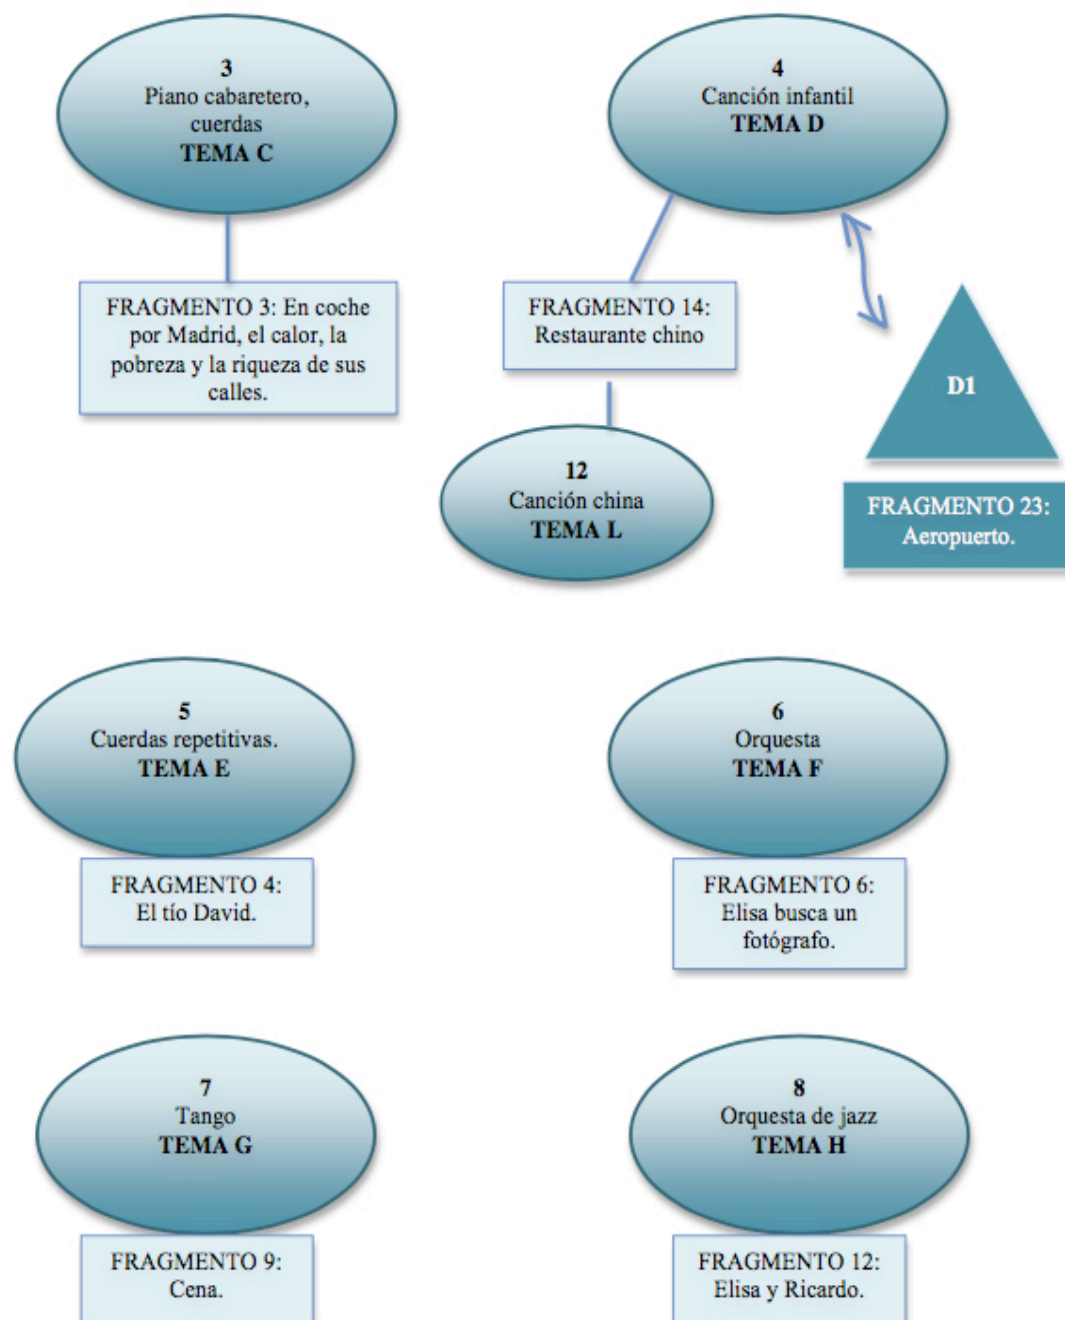 3
Piano cabaretero,
cuerdas
TEMA C
4
Canción infantil
TEMA D
FRAGMENTO 3: En coche
por Madrid, el calor, la
pobreza y la riqueza de sus
calles.
FRAGMENTO 14:
Restaurante chino
D1
12
Canción china
TEMA L
FRAGMENTO 23:
Aeropuerto.
5
Cuerdas repetitivas.
TEMA E
6
Orquesta
TEMA F
FRAGMENTO 4:
El tío David.
FRAGMENTO 6:
Elisa busca un
fotógrafo.
7
Tango
TEMA G
8
Orquesta de jazz
TEMA H
FRAGMENTO 9:
Cena.
FRAGMENTO 12:
Elisa y Ricardo.